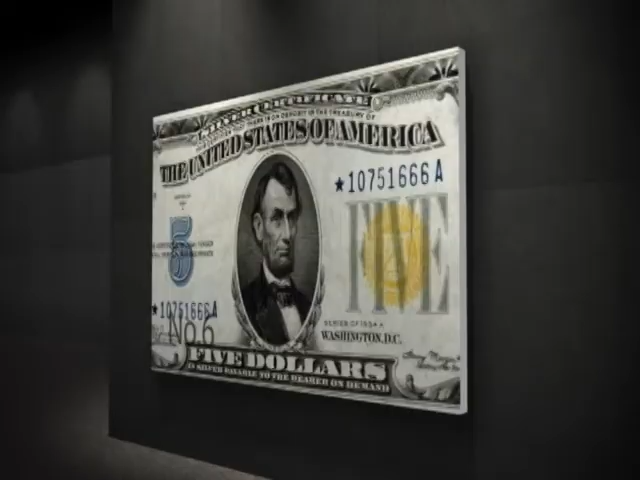 SILVER CERTIFICATE
THE UNITED STATES OF AMERICA
★10751666A
5
FIVE
★10751666A
No.6
SERIES OF 1934 A
WASHINGTON, D.C.
FIVE DOLLARS
IN SILVER PAYABLE TO THE BEARER ON DEMAND